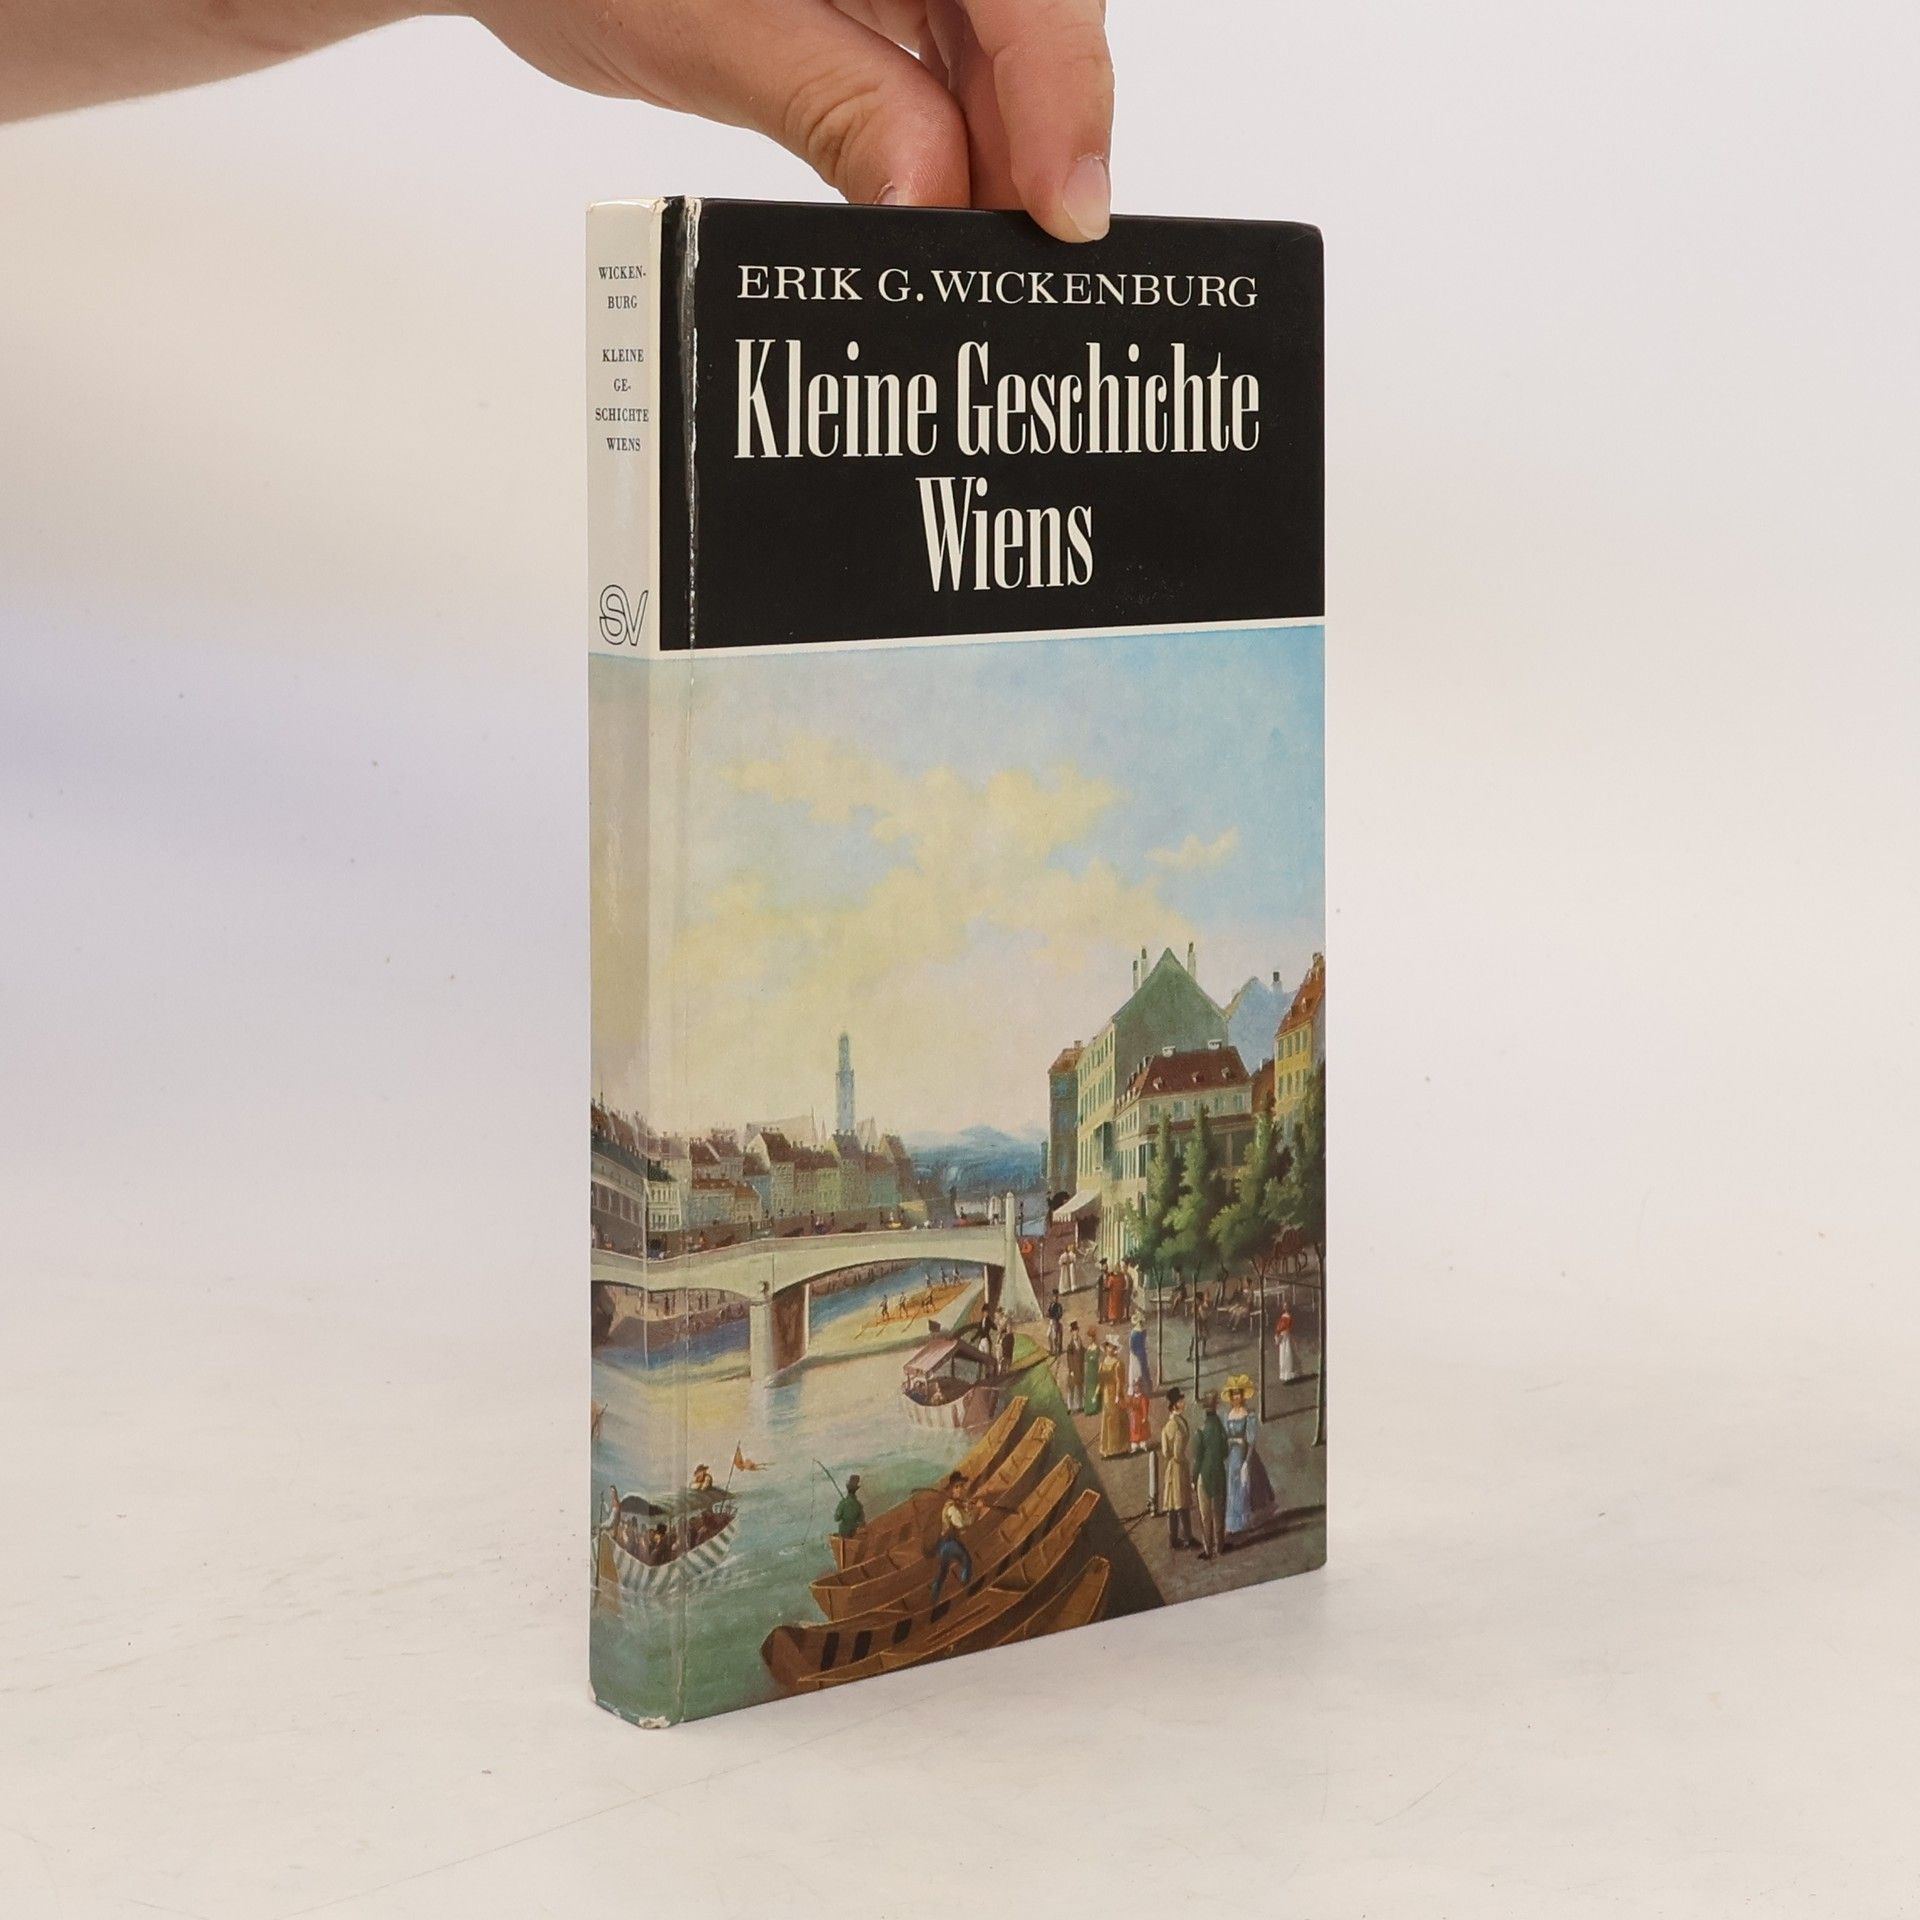 WICKEN-
BURG
KLEINE
GE-
SCHICHTE
WIENS
SV
ERIK G. WICKENBURG
Kleine Geschichte
Wiens